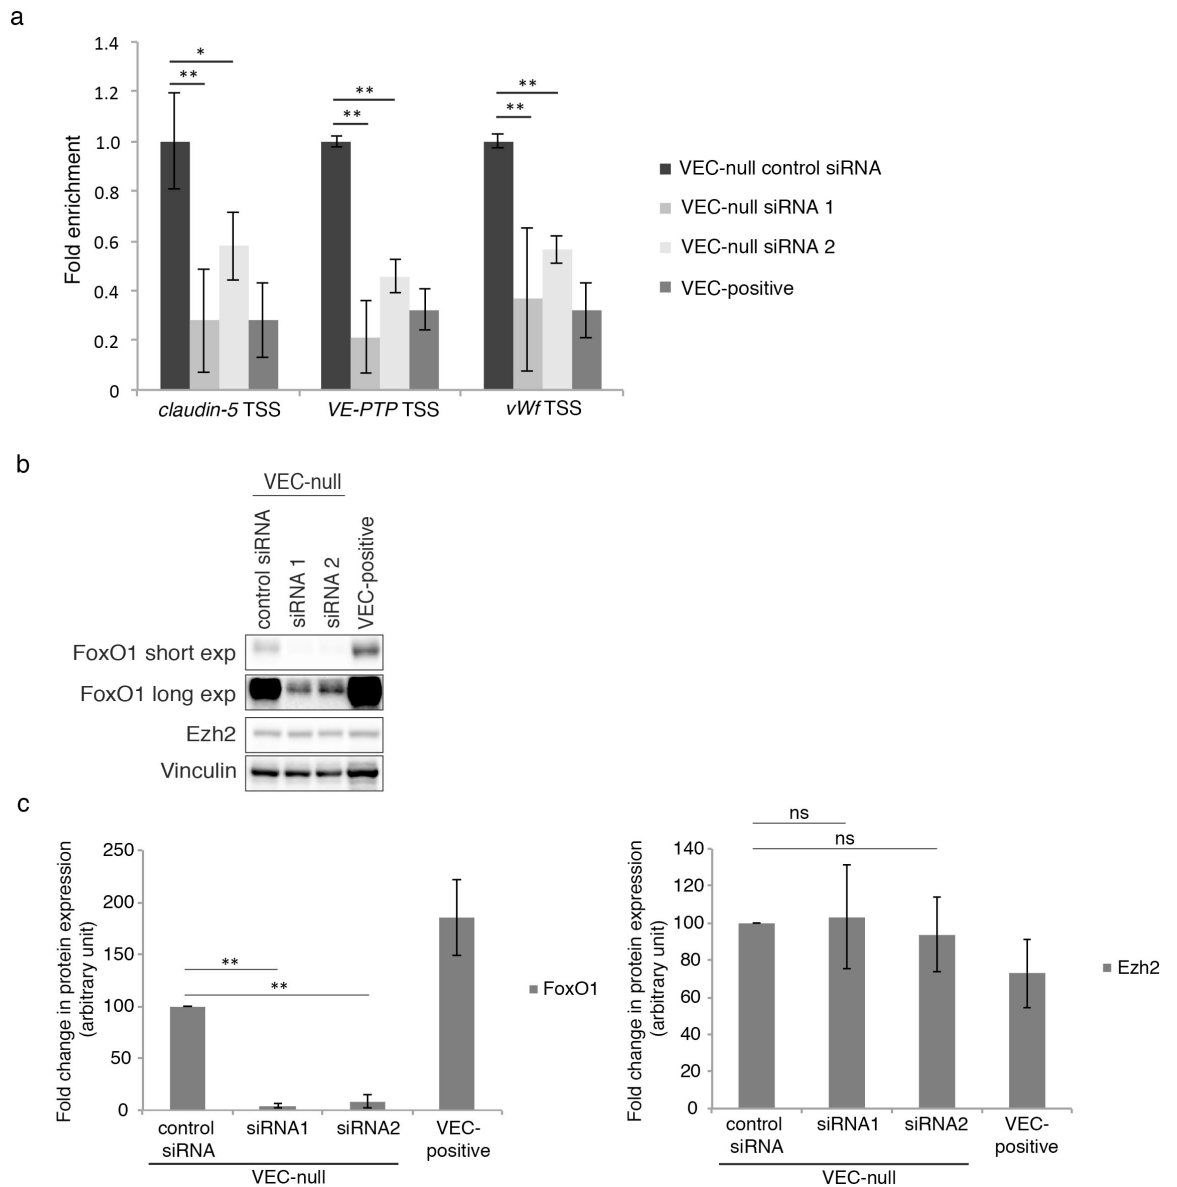 a
1.4
1.2
1.0
0.8
0.6
0.4
0.2
0
Fold enrichment
*
**
**
**
**
**
claudin-5 TSS
VE-PTP TSS
vWf TSS
VEC-null control siRNA
VEC-null siRNA 1
VEC-null siRNA 2
VEC-positive
b
VEC-null
control siRNA
siRNA 1
siRNA 2
VEC-positive
FoxO1 short exp
FoxO1 long exp
Ezh2
Vinculin
c
Fold change in protein expression
(arbitrary unit)
250
200
150
100
50
0
**
**
control
siRNA
siRNA1
siRNA2
VEC-
positive
VEC-null
FoxO1
Fold change in protein expression
(arbitrary unit)
140
120
100
80
60
40
20
0
ns
ns
control
siRNA
siRNA1
siRNA2
VEC-
positive
VEC-null
Ezh2